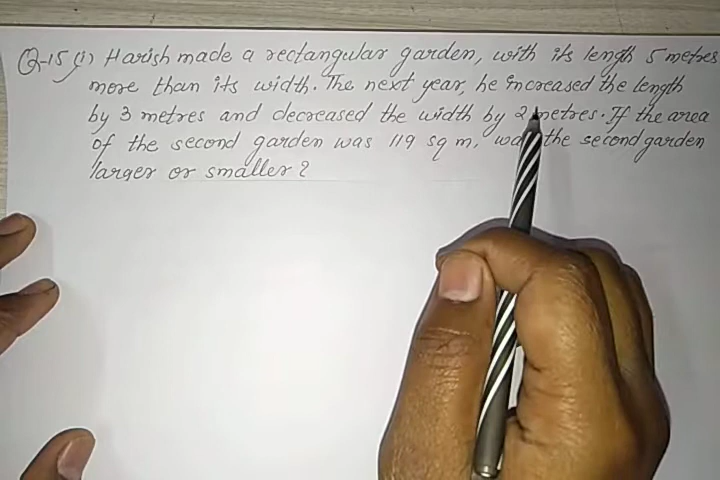 Q-15 (i) Harish made a rectangular garden, with its length 5 metres
more than its width. The next year, he increased the length
by 3 metres and decreased the width by 2 metres. If the area
of the second garden was 119 sq m, the second garden
larger or smaller?